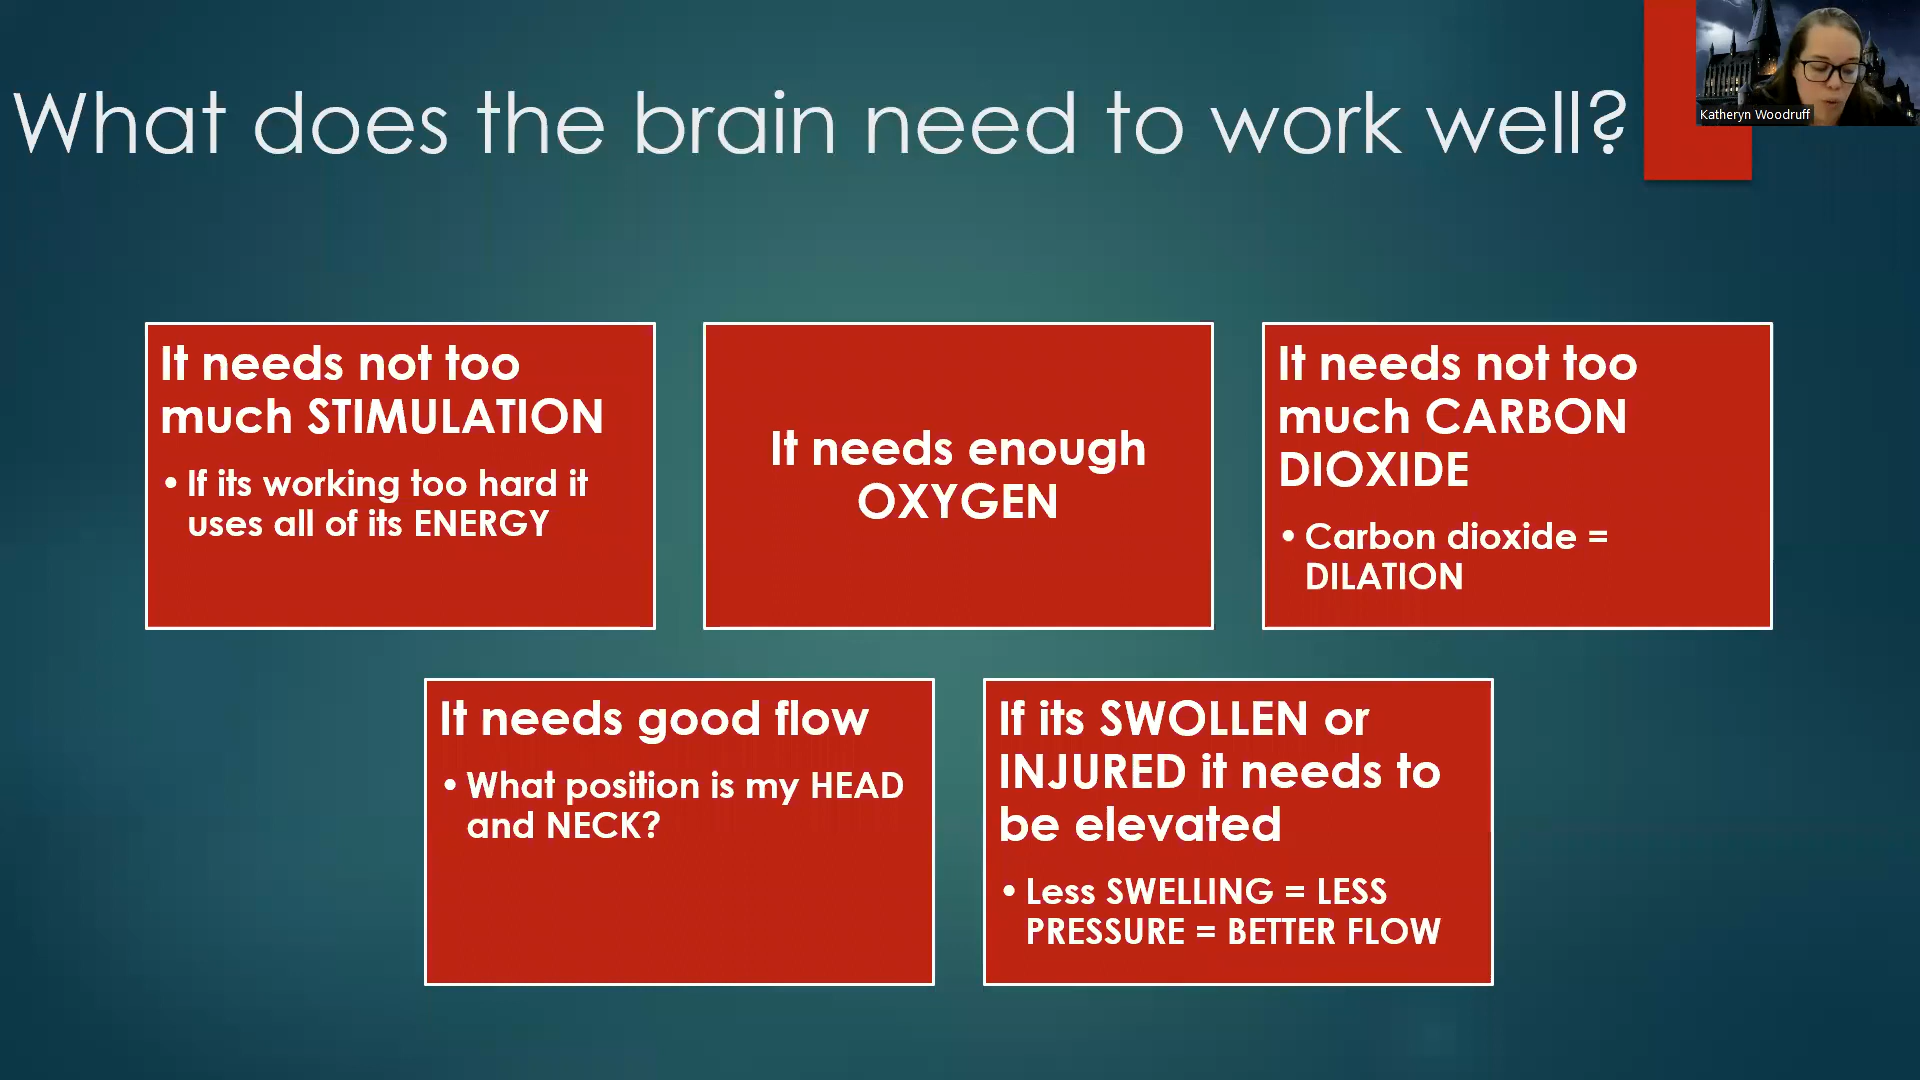 What does the brain need to work well?
Katheryn Woodruff
It needs not too
much STIMULATION
• If its working too hard it
uses all of its ENERGY
It needs enough
OXYGEN
It needs not too
much CARBON
DIOXIDE
• Carbon dioxide =
DILATION
It needs good flow
• What position is my HEAD
and NECK?
If its SWOLLEN or
INJURED it needs to
be elevated
• Less SWELLING = LESS
PRESSURE = BETTER FLOW